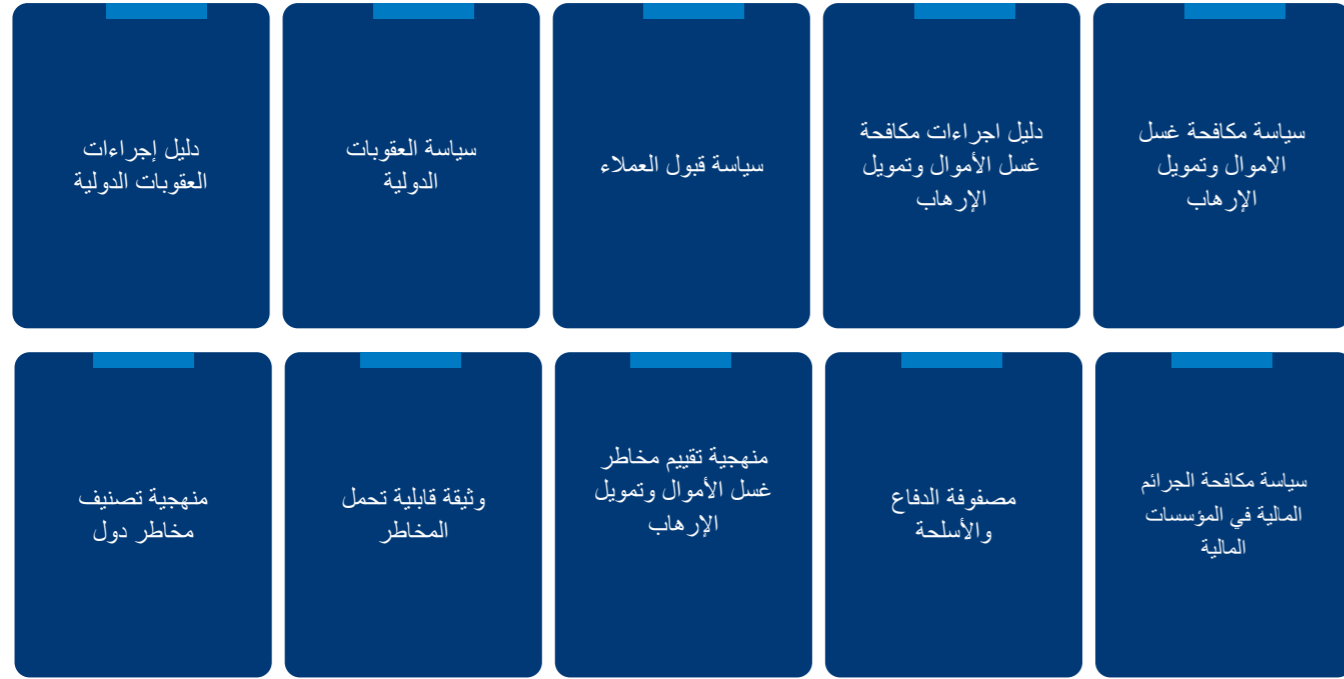 سياسة مكافحة غسل
الاموال وتمويل
الإرهاب
دليل اجراءات مكافحة
غسل الأموال وتمويل
الإرهاب
سياسة قبول العملاء
سياسة العقوبات
الدولية
دليل إجراءات
العقوبات الدولية
سياسة مكافحة الجرائم
المالية في المؤسسات
المالية
مصفوفة الدفاع
والأسلحة
منهجية تقييم مخاطر
غسل الأموال وتمويل
الإرهاب
وثيقة قابلية تحمل
المخاطر
منهجية تصنيف
مخاطر دول